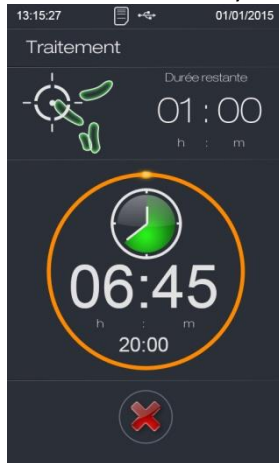 13:15:27 01/01/2015
Traitement
Durée restante
01 : 00
h : m
06:45
h : m
20:00